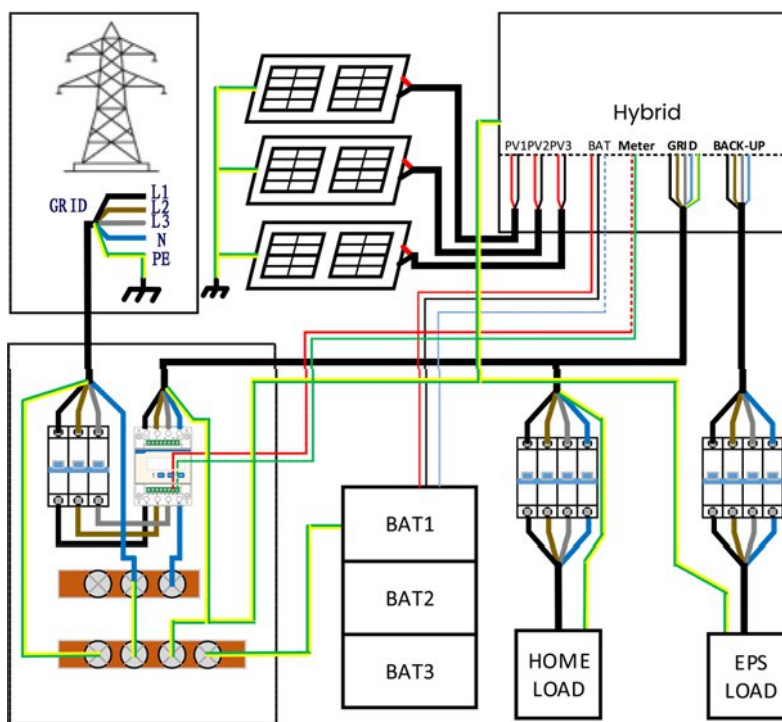 L1
GRID L2
L3
N
PE
Hybrid
PV1 PV2 PV3 BAT Meter GRID BACK-UP
BAT1
BAT2
BAT3
HOME
LOAD
EPS
LOAD